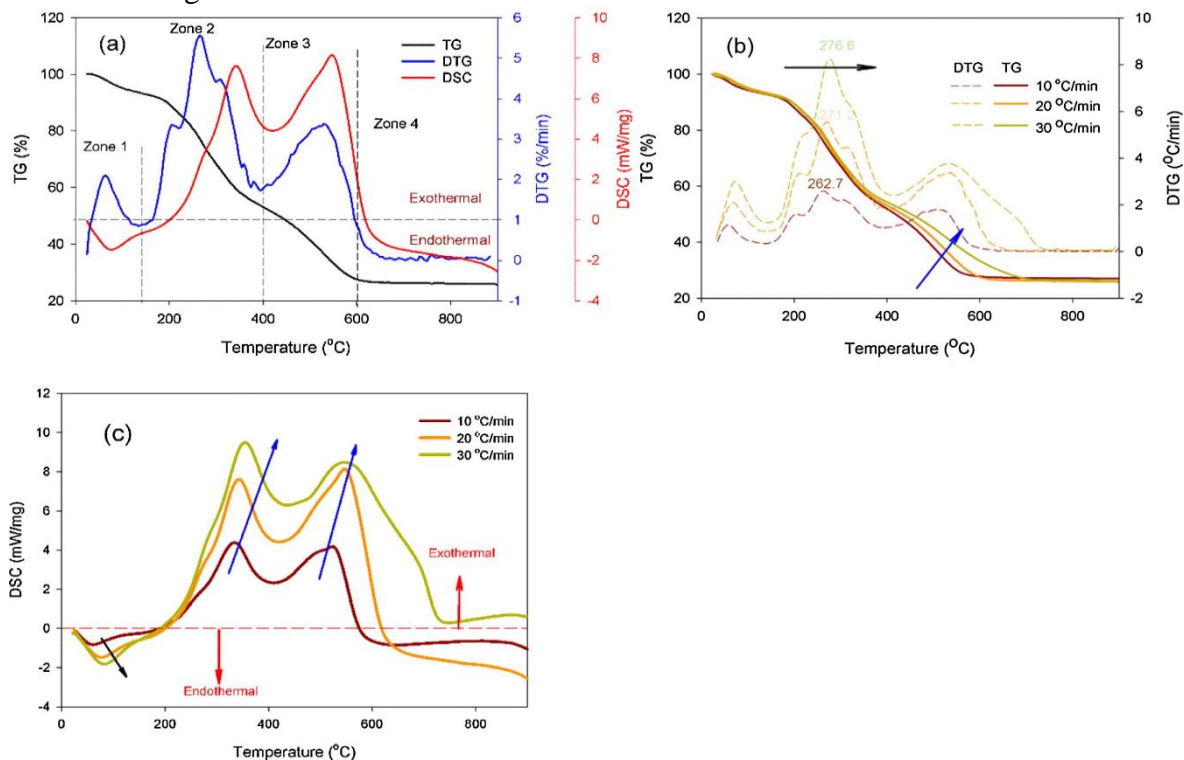 (a)
Zone 1
Zone 2
Zone 3
Zone 4
TG
DTG
DSC
Exothermal
Endothermal
TG (%)
120
100
80
60
40
20
0 200 400 600 800
Temperature (°C)
DTG (%/min)
6
5
4
3
2
1
0
-1
DSC (mW/mg)
10
8
6
4
2
0
-2
-4
(b)
276.6
271.2
262.7
DTG TG
10 °C/min
20 °C/min
30 °C/min
TG (%)
120
100
80
60
40
20
0 200 400 600 800
Temperature (°C)
DTG (°C/min)
10
8
6
4
2
0
-2
(c)
10 °C/min
20 °C/min
30 °C/min
Exothermal
Endothermal
DSC (mW/mg)
12
10
8
6
4
2
0
-2
-4
0 200 400 600 800
Temperature (°C)